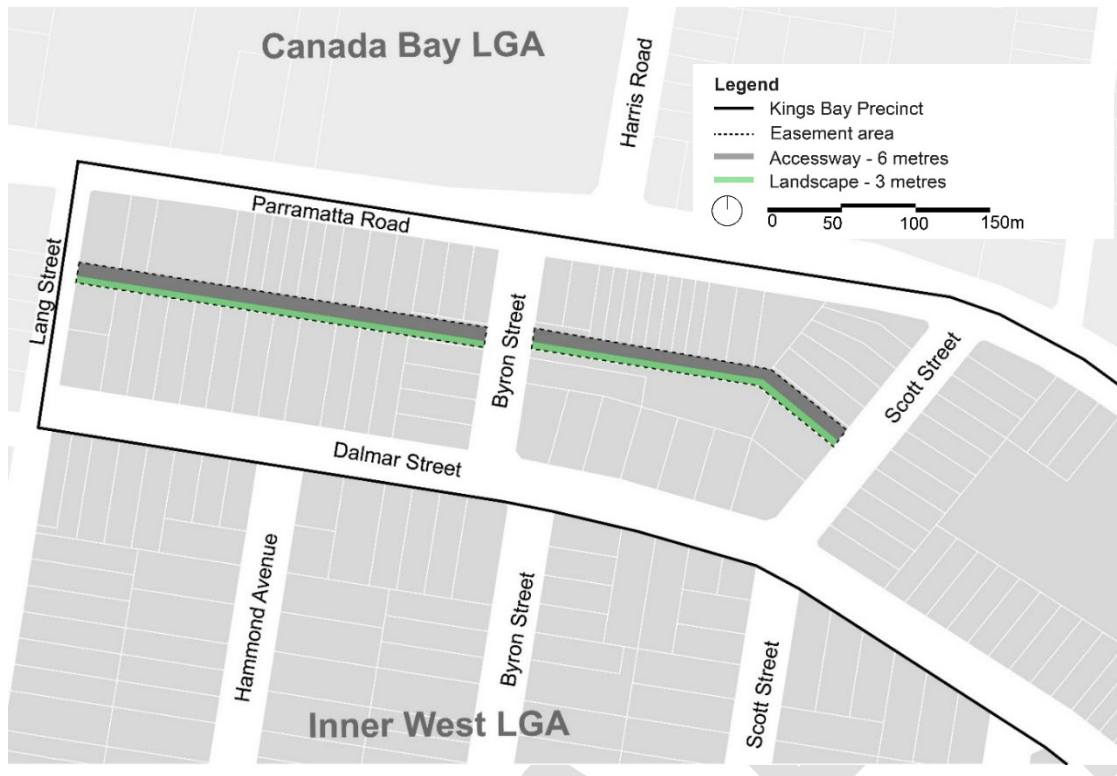 Canada Bay LGA
Harris Road
Legend
Kings Bay Precinct
Easement area
Accessway - 6 metres
Landscape - 3 metres
0 50 100 150m
Parramatta Road
Lang Street
Byron Street
Scott Street
Dalmar Street
Hammond Avenue
Byron Street
Scott Street
Inner West LGA